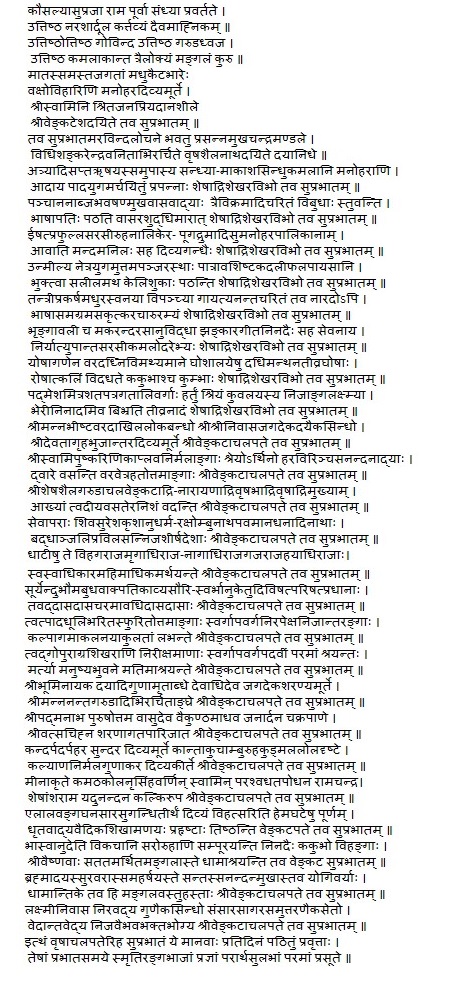 कौसल्यासुप्रजा राम पूर्वा संध्या प्रवर्तते ।
उत्तिष्ठ नरशार्दूल कर्त्तव्यं दैवमाह्निकम् ॥
उत्तिष्ठोत्तिष्ठ गोविन्द उत्तिष्ठ गरुडध्वज ।
उत्तिष्ठ कमलाकान्त त्रैलोक्यं मङ्गलं कुरु ॥
मातस्समस्तजगतां मधुकैटभारेः
वक्षोविहारिणि मनोहरदिव्यमूर्ते ।
श्रीस्वामिनि श्रितजनप्रियदानशीले
श्रीवेङ्कटेशदयिते तव सुप्रभातम् ॥
तव सुप्रभातमरविन्दलोचने भवतु प्रसन्नमुखचन्द्रमण्डले ।
विधिशङ्करेन्द्रवनिताभिरर्चिते वृषशैलनाथदयिते दयानिधे ॥
अत्र्यादिसप्तऋषयस्समुपास्य सन्ध्या-माकाशसिन्धुकमलानि मनोहराणि ।
आदाय पादयुगमर्चयितुं प्रपन्नाः शेषाद्रिशेखरविभो तव सुप्रभातम् ॥
पञ्चाननाब्जभवषण्मुखवासवाद्याः त्रैविक्रमादिचरितं विबुधाः स्तुवन्ति ।
भाषापतिः पठति वासरशुद्धिमारात् शेषाद्रिशेखरविभो तव सुप्रभातम् ॥
ईषत्प्रफुल्लसरसीरुहनालिकेर- पूगद्रुमादिसुमनोहरपालिकानाम् ।
आवाति मन्दमनिलः सह दिव्यगन्धैः शेषाद्रिशेखरविभो तव सुप्रभातम् ॥
उन्मील्य नेत्रयुगमुत्तमपञ्जरस्थाः पात्रावशिष्टकदलीफलपायसानि ।
भुक्त्वा सलीलमथ केलिशुकाः पठन्ति शेषाद्रिशेखरविभो तव सुप्रभातम् ॥
तन्त्रीप्रकर्षमधुरस्वनया विपञ्च्या गायत्यनन्तचरितं तव नारदोऽपि ।
भाषासमग्रमसकृत्करचारुरम्यं शेषाद्रिशेखरविभो तव सुप्रभातम् ॥
भृङ्गावली च मकरन्दरसानुविद्धा झङ्कारगीतनिनदैः सह सेवनाय ।
निर्यात्युपान्तसरसीकमलोदरेभ्यः शेषाद्रिशेखरविभो तव सुप्रभातम् ॥
योषागणेन वरदध्निविमथ्यमाने घोशालयेषु दधिमन्थनतीव्रघोषाः ।
रोषात्कलिं विदधते ककुभाश्च कुम्भाः शेषाद्रिशेखरविभो तव सुप्रभातम् ॥
पद्मेशमित्रशतपत्रगतालिवर्गाः हर्तुं श्रियं कुवलयस्य निजाङ्गलक्ष्म्या ।
भेरीनिनादमिव बिभ्रति तीव्रनादं शेषाद्रिशेखरविभो तव सुप्रभातम् ॥
श्रीमन्नभीष्टवरदाखिललोकबन्धो श्रीश्रीनिवासजगदेकदयैकसिन्धो ।
श्रीदेवतागृहभुजान्तरदिव्यमूर्ते श्रीवेङ्कटाचलपते तव सुप्रभातम् ॥
श्रीस्वामिपुष्करिणिकाप्लवनिर्मलाङ्गाः श्रेयोऽर्थिनो हरविरिञ्चसनन्दनाद्याः ।
द्वारे वसन्ति वरवेत्रहतोत्तमाङ्गाः श्रीवेङ्कटाचलपते तव सुप्रभातम् ॥
श्रीशेषशैलगरुडाचलवेङ्कटाद्रि-नारायणाद्रिवृषभाद्रिवृषाद्रिमुख्याम् ।
आख्यां त्वदीयवसतेरनिशं वदन्ति श्रीवेङ्कटाचलपते तव सुप्रभातम् ॥
सेवापराः शिवसुरेशकृशानुधर्म-रक्षोम्बुनाथपवमानधनादिनाथाः ।
बद्धाञ्जलिप्रविलसन्निजशीर्षदेशाः श्रीवेङ्कटाचलपते तव सुप्रभातम् ॥
धाटीषु ते विहगराजमृगाधिराज-नागाधिराजगजराजहयाधिराजाः।
स्वस्वाधिकारमहिमाधिकमर्थयन्ते श्रीवेङ्कटाचलपते तव सुप्रभातम् ॥
सूर्येन्दुभौमबुधवाक्पतिकाव्यसौरि-स्वर्भानुकेतुदिविषत्परिषत्प्रधानाः ।
तवद्दासदासचरमावधिदासदासाः श्रीवेङ्कटाचलपते तव सुप्रभातम् ॥
त्वत्पादधूलिभरितस्फुरितोत्तमाङ्गाः स्वर्गापवर्गनिरपेक्षनिजान्तरङ्गाः ।
कल्पागमाकलनयाकुलतां लभन्ते श्रीवेङ्कटाचलपते तव सुप्रभातम् ॥
त्वद्गोपुराग्रशिखराणि निरीक्षमाणाः स्वर्गापवर्गपदवीं परमां श्रयन्तः ।
मर्त्या मनुष्यभुवने मतिमाश्रयन्ते श्रीवेङ्कटाचलपते तव सुप्रभातम् ॥
श्रीभूमिनायक दयादिगुणामृताब्धे देवाधिदेव जगदेकशरण्यमूर्ते ।
श्रीमन्ननन्तगरुडादिभिरर्चिताङ्घ्रे श्रीवेङ्कटाचलपते तव सुप्रभातम् ॥
श्रीपद्मनाभ पुरुषोत्तम वासुदेव वैकुण्ठमाधव जनार्दन चक्रपाणे ।
श्रीवत्सचिह्न शरणागतपारिजात श्रीवेङ्कटाचलपते तव सुप्रभातम् ॥
कन्दर्पदर्पहर सुन्दर दिव्यमूर्ते कान्ताकुचाम्बुरुहकुड्मललोलदृष्टे ।
कल्याणनिर्मलगुणाकर दिव्यकीर्ते श्रीवेङ्कटाचलपते तव सुप्रभातम् ॥
मीनाकृते कमठकोलनृसिंहवर्णिन् स्वामिन् परश्वधतपोधन रामचन्द्र।
शेषांशराम यदुनन्दन कल्किरूप श्रीवेङ्कटाचलपते तव सुप्रभातम् ॥
एलालवङ्गघनसारसुगन्धितीर्थं दिव्यं विहत्सरिति हेमघटेषु पूर्णम् ।
धृतवाद्यवैदिकशिखामणयः प्रहृष्टाः तिष्ठन्ति वेङ्कटपते तव सुप्रभातम् ॥
भास्वानुदेति विकचानि सरोरुहाणि सम्पूरयन्ति निनदैः ककुभो विहङ्गाः ।
श्रीवैष्णवाः सततमर्थितमङ्गलास्ते धामाश्रयन्ति तव वेङ्कट सुप्रभातम् ॥
ब्रह्मादयस्सुरवरास्समहर्षयस्ते सन्तस्सनन्दनमुखास्तव योगिवर्याः ।
धामान्तिके तव हि मङ्गलवस्तुहस्ताः श्रीवेङ्कटाचलपते तव सुप्रभातम् ॥
लक्ष्मीनिवास निरवद्य गुणैकसिन्धो संसारसागरसमुत्तरणैकसेतो ।
वेदान्तवेद्य निजवैभवभक्तभोग्य श्रीवेङ्कटाचलपते तव सुप्रभातम् ॥
इत्थं वृषाचलपतेरिह सुप्रभातं ये मानवाः प्रतिदिनं पठितुं प्रवृत्ताः ।
तेषां प्रभातसमये स्मृतिरङ्गभाजां प्रज्ञां परार्थसुलभां परमां प्रसूते ॥